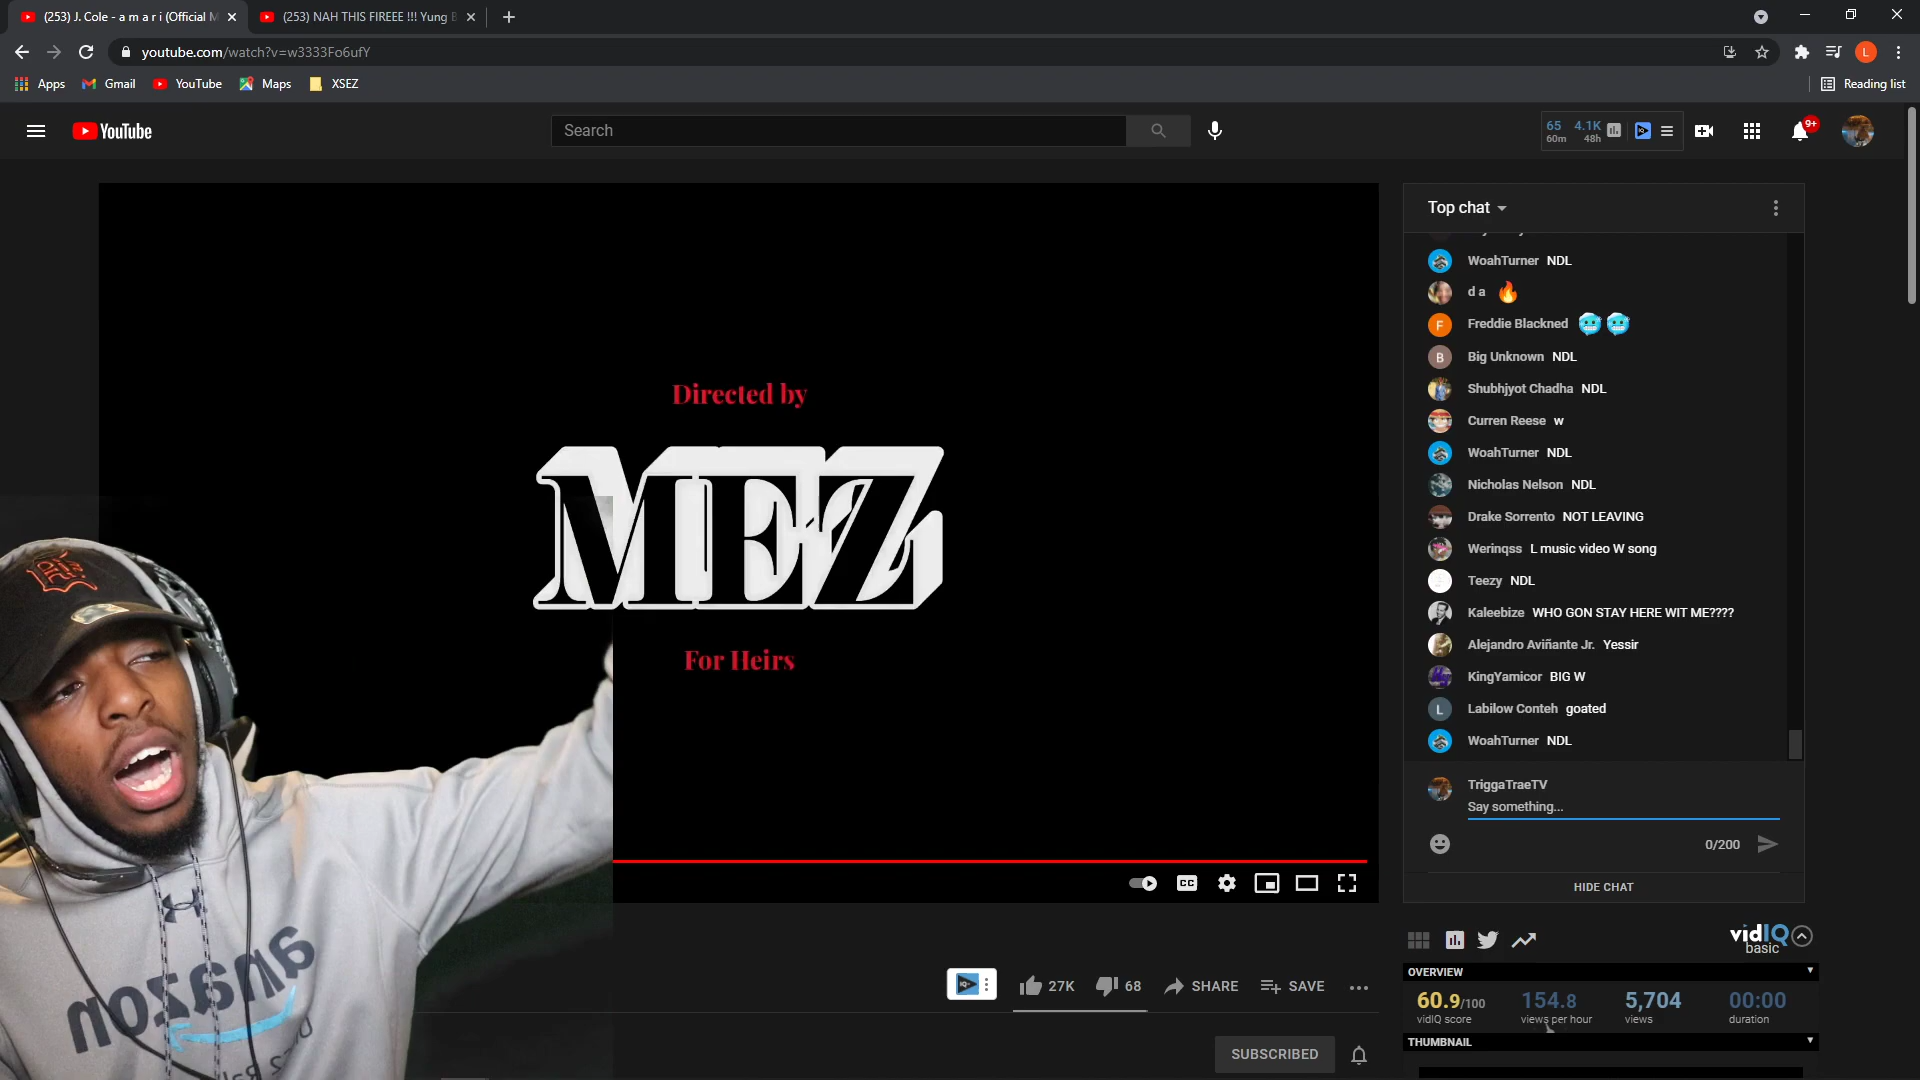 (253) J. Cole - a m a r i (Official M
(253) NAH THIS FIREEE !!! Yung B
youtube.com/watch?v=w3333Fo6ufY
L
Apps
Gmail
YouTube
Maps
XSEZ
Reading list
YouTube
Search
65 4.1K
60m 48h
9+
Top chat
WoahTurner NDL
d a 🔥
F Freddie Blackned 🥶🥶
B Big Unknown NDL
Shubhjyot Chadha NDL
Curren Reese w
WoahTurner NDL
Nicholas Nelson NDL
Drake Sorrento NOT LEAVING
Werinqss L music video W song
Teezy NDL
Kaleebize WHO GON STAY HERE WIT ME????
Alejandro Aviñante Jr. Yessir
KingYamicor BIG W
L Labilow Conteh goated
WoahTurner NDL
TriggaTraeTV
Say something...
0/200
HIDE CHAT
Directed by
MEZ
For Heirs
CC
27K
68
SHARE
SAVE
SUBSCRIBED
amazon
vidIQ
basic
OVERVIEW
60.9/100 154.8 5,704 00:00
vidIQ score views per hour views duration
THUMBNAIL